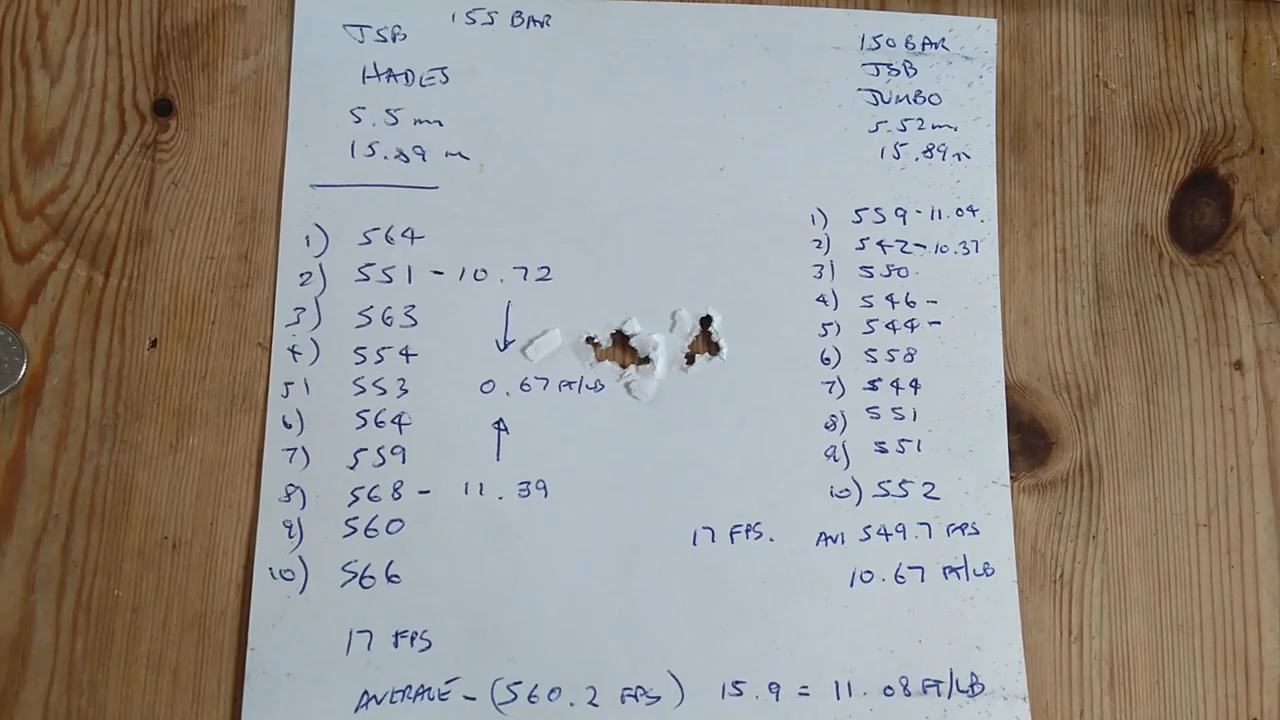 155 BAR
JSB
HADES
5.5 m
15.89 m
1) 564
2) 551 - 10.72
3) 563
4) 554
5) 553
0.67 FT/LB
6) 564
7) 559
8) 568 - 11.39
9) 560
10) 566
17 FPS
AVERAGE - (560.2 FPS) 15.9 = 11.08 FT/LB
150 BAR
JSB
JUMBO
5.52m
15.89
1) 559 - 11.04.
2) 542 - 10.37
3) 550.
4) 546 -
5) 544 -
6) 558
7) 544
8) 551
9) 551
10) 552
17 FPS. 549.7 FPS
10.67 FT/LB